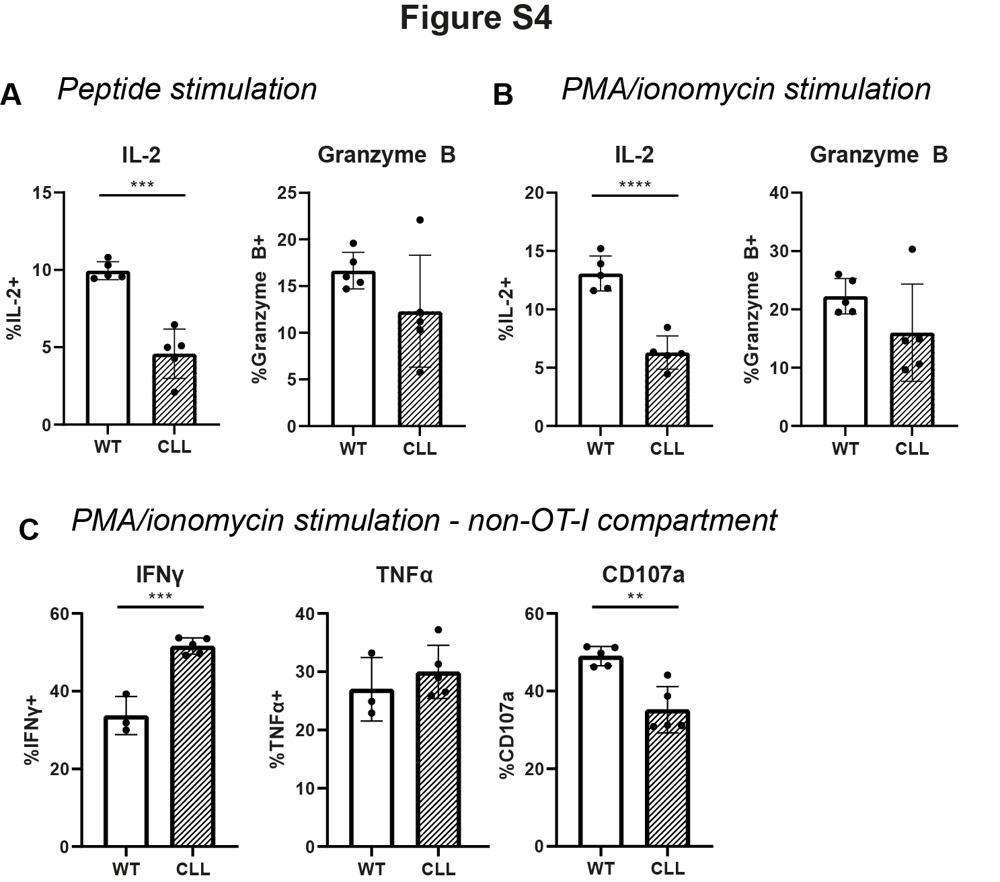 Figure S4
A Peptide stimulation
B PMA/ionomycin stimulation
IL-2
***
%IL-2+
15
10
5
0
WT CLL
Granzyme B
%Granzyme B+
25
20
15
10
5
0
WT CLL
IL-2
****
%IL-2+
20
15
10
5
0
WT CLL
Granzyme B
%Granzyme B+
40
30
20
10
0
WT CLL
C PMA/ionomycin stimulation - non-OT-I compartment
IFNγ
***
%IFNγ+
60
40
20
0
WT CLL
TNFα
%TNFα+
40
30
20
10
0
WT CLL
CD107a
**
%CD107a
60
40
20
0
WT CLL